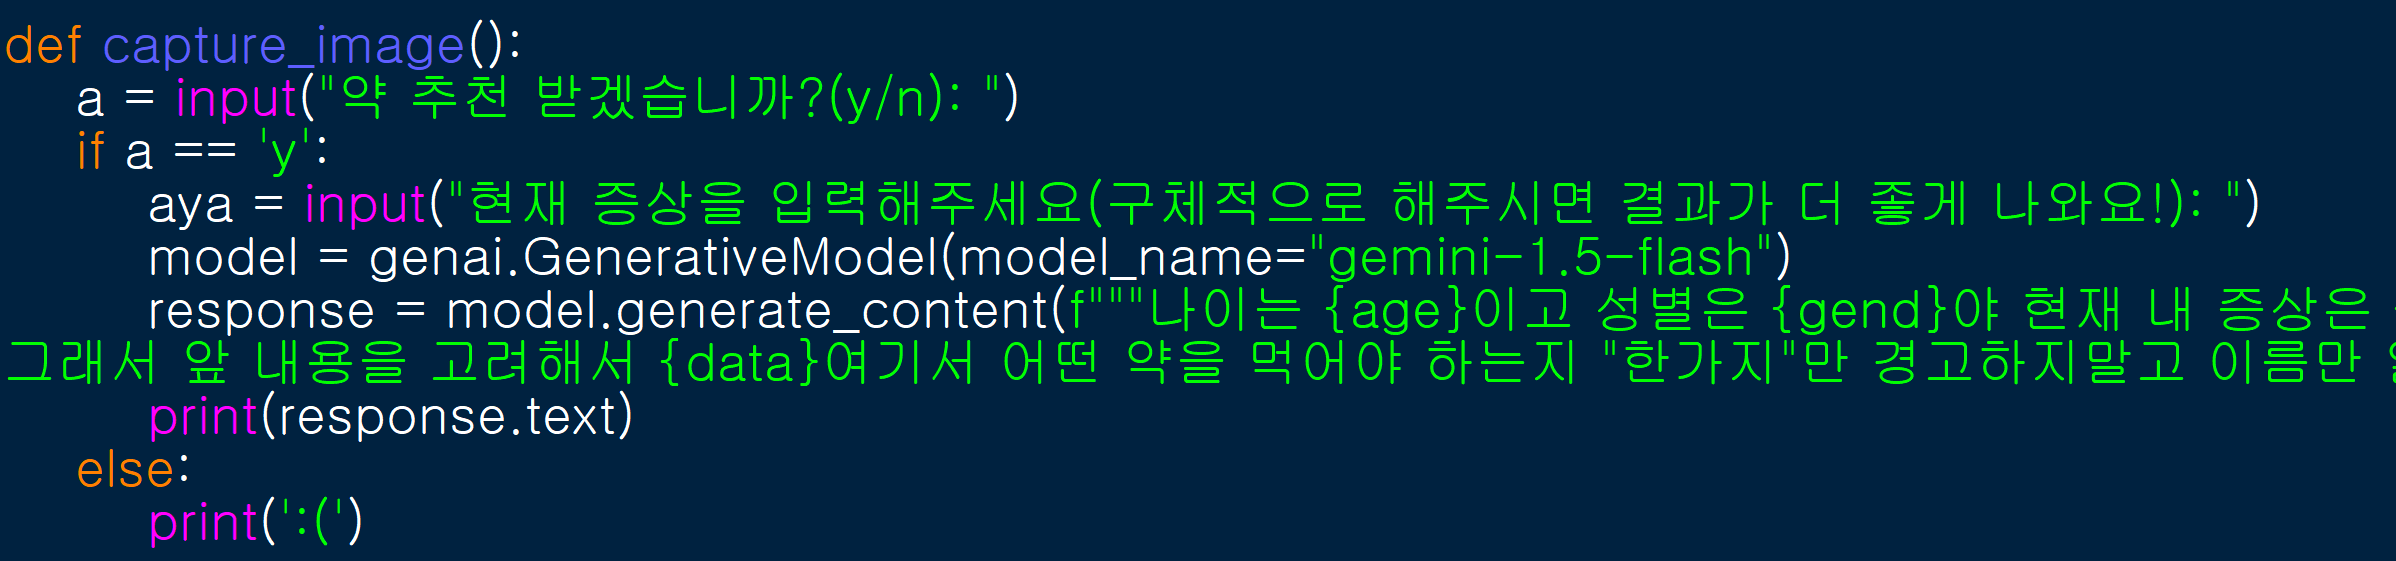 def capture_image():
    a = input("약 추천 받겠습니까?(y/n): ")
    if a == 'y':
        aya = input("현재 증상을 입력해주세요(구체적으로 해주시면 결과가 더 좋게 나와요!): ")
        model = genai.GenerativeModel(model_name="gemini-1.5-flash")
        response = model.generate_content(f"""나이는 {age}이고 성별은 {gend}야 현재 내 증상은
그래서 앞 내용을 고려해서 {data}여기서 어떤 약을 먹어야 하는지 "한가지"만 경고하지말고 이름만
        print(response.text)
    else:
        print(':(')